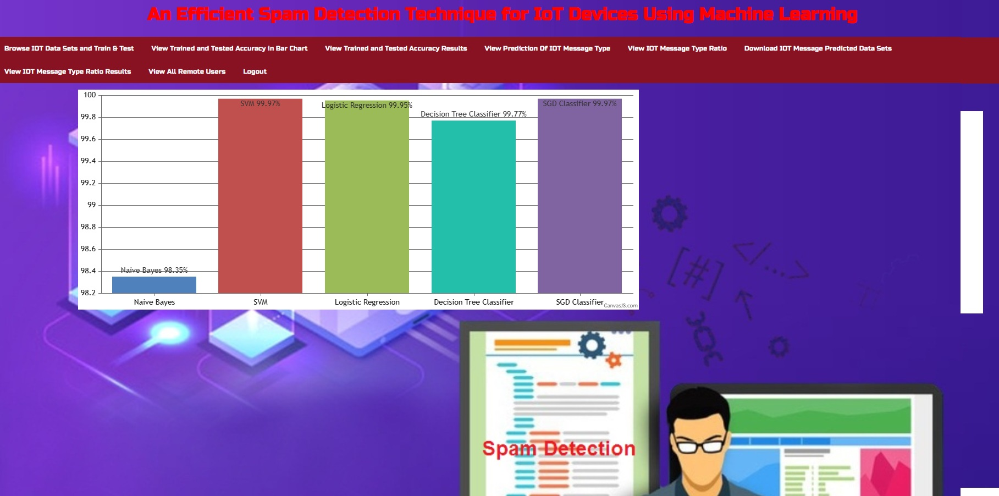 An Efficient Spam Detection Technique for IoT Devices Using Machine Learning
Browse IOT Data Sets and Train & Test View Trained and Tested Accuracy in Bar Chart View Trained and Tested Accuracy Results View Prediction Of IOT Message Type View IOT Message Type Ratio Download IOT Message Predicted Data Sets
View IOT Message Type Ratio Results View All Remote Users Logout
100
SVM 99.97%
Logistic Regression 99.95%
SGD Classifier 99.97%
Decision Tree Classifier 99.77%
99.8
99.6
99.4
99.2
99
98.8
98.6
98.4
Naive Bayes 98.35%
98.2
Naive Bayes SVM Logistic Regression Decision Tree Classifier SGD Classifier
CanvasJS.com
[#]
</...>
Spam Detection